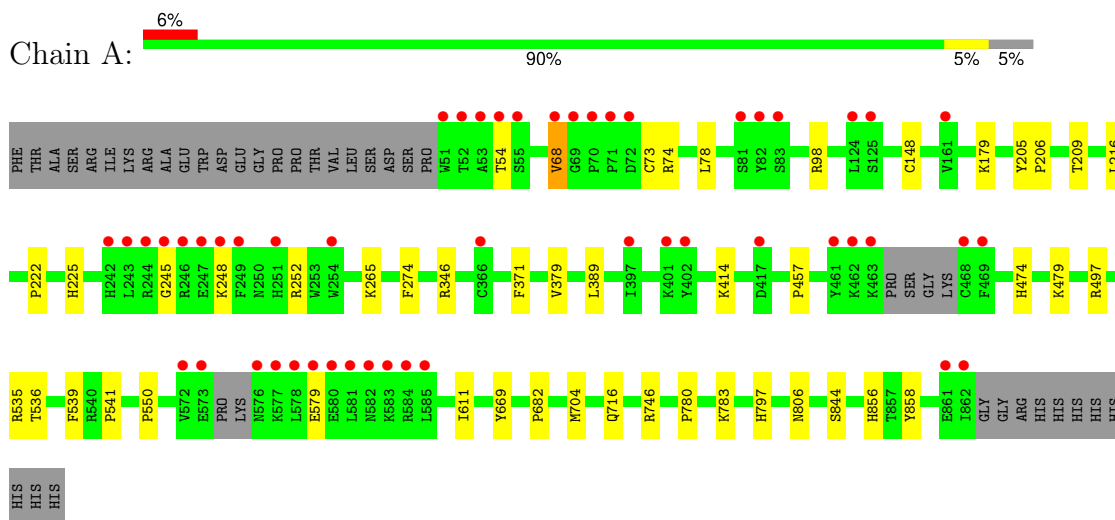 6%
Chain A:
90% 5% 5%
PHE THR ALA SER ARG ILE LYS ARG ALA GLU TRP ASP GLU GLY PRO PRO THR VAL LEU SER ASP SER PRO W51 T52 A53 T54 S55 V68 G69 P70 P71 D72 C73 R74 L78 S81 Y82 S83 R98 L124 S125 C148 V161 K179 Y205 P206 T209 L216
P222 H225 H242 L243 R244 G245 R246 E247 K248 F249 N250 H251 R252 W253 W254 K265 F274 R346 C366 F371 V379 L389 I397 K401 Y402 K414 D417 P457 Y461 K462 K463 PRO SER GLY LYS C468 F469 H474 K479 R497
R535 T536 F539 R540 P541 P550 V572 E573 PRO LYS N576 K577 L578 E579 E580 L581 N582 K583 R584 L585 I611 Y669 P682 M704 Q716 R746 P780 K783 H797 N806 S844 H856 T857 Y858 E861 I862 GLY GLY ARG HIS HIS HIS HIS HIS
HIS HIS HIS